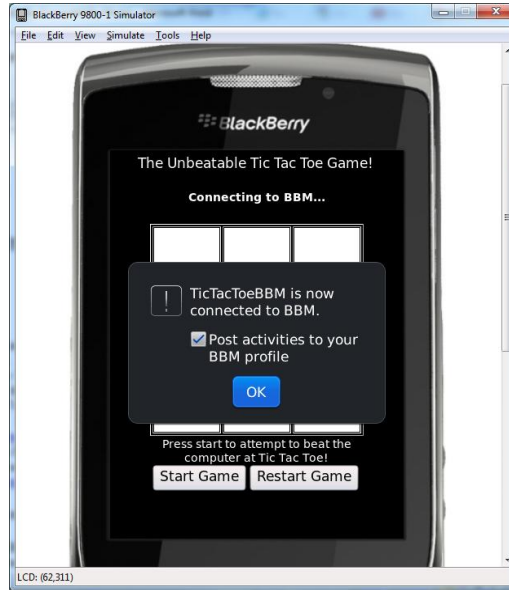 BlackBerry 9800-1 Simulator
File Edit View Simulate Tools Help
BlackBerry
The Unbeatable Tic Tac Toe Game!
Connecting to BBM...
TicTacToeBBM is now
connected to BBM.
Post activities to your
BBM profile
OK
Press start to attempt to beat the
computer at Tic Tac Toe!
Start Game Restart Game
LCD: (62,311)